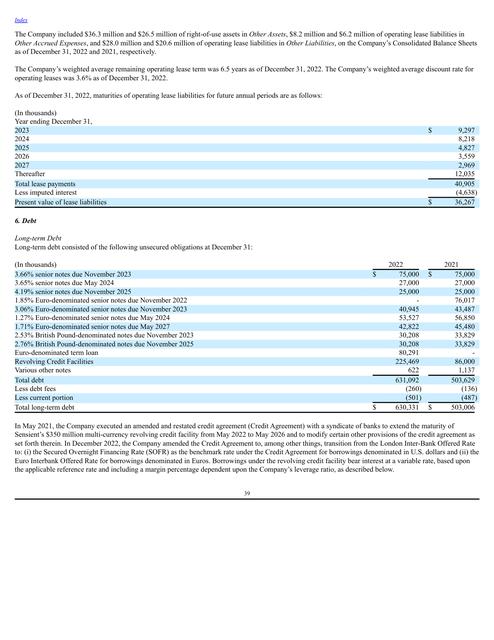 Index
The Company included $36.3 million and $26.5 million of right-of-use assets in Other Assets, $8.2 million and $6.2 million of operating lease liabilities in
Other Accrued Expenses, and $28.0 million and $20.6 million of operating lease liabilities in Other Liabilities, on the Company's Consolidated Balance Sheets
as of December 31, 2022 and 2021, respectively.
The Company's weighted average remaining operating lease term was 6.5 years as of December 31, 2022. The Company's weighted average discount rate for
operating leases was 3.6% as of December 31, 2022.
As of December 31, 2022, maturities of operating lease liabilities for future annual periods are as follows:
(In thousands)
Year ending December 31,
2023 $ 9,297
2024 8,218
2025 4,827
2026 3,559
2027 2,969
Thereafter 12,035
Total lease payments 40,905
Less imputed interest (4,638)
Present value of lease liabilities $ 36,267
6. Debt
Long-term Debt
Long-term debt consisted of the following unsecured obligations at December 31:
(In thousands) 2022 2021
3.66% senior notes due November 2023 $ 75,000 $ 75,000
3.65% senior notes due May 2024 27,000 27,000
4.19% senior notes due November 2025 25,000 25,000
1.85% Euro-denominated senior notes due November 2022 - 76,017
3.06% Euro-denominated senior notes due November 2023 40,945 43,487
1.27% Euro-denominated senior notes due May 2024 53,527 56,850
1.71% Euro-denominated senior notes due May 2027 42,822 45,480
2.53% British Pound-denominated notes due November 2023 30,208 33,829
2.76% British Pound-denominated notes due November 2025 30,208 33,829
Euro-denominated term loan 80,291 -
Revolving Credit Facilities 225,469 86,000
Various other notes 622 1,137
Total debt 631,092 503,629
Less debt fees (260) (136)
Less current portion (501) (487)
Total long-term debt $ 630,331 $ 503,006
In May 2021, the Company executed an amended and restated credit agreement (Credit Agreement) with a syndicate of banks to extend the maturity of
Sensient's $350 million multi-currency revolving credit facility from May 2022 to May 2026 and to modify certain other provisions of the credit agreement as
set forth therein. In December 2022, the Company amended the Credit Agreement to, among other things, transition from the London Inter-Bank Offered Rate
to: (i) the Secured Overnight Financing Rate (SOFR) as the benchmark rate under the Credit Agreement for borrowings denominated in U.S. dollars and (ii) the
Euro Interbank Offered Rate for borrowings denominated in Euros. Borrowings under the revolving credit facility bear interest at a variable rate, based upon
the applicable reference rate and including a margin percentage dependent upon the Company's leverage ratio, as described below.
39